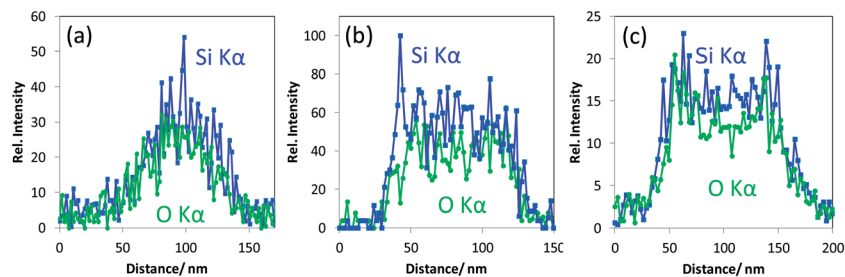 (a)
Si Kα
O Kα
Rel. Intensity
60
50
40
30
20
10
0
0 50 100 150
Distance/ nm
(b)
Si Kα
O Kα
Rel. Intensity
100
80
60
40
20
0
0 50 100 150
Distance/ nm
(c)
Si Kα
O Kα
Rel. Intensity
25
20
15
10
5
0
0 50 100 150 200
Distance/ nm